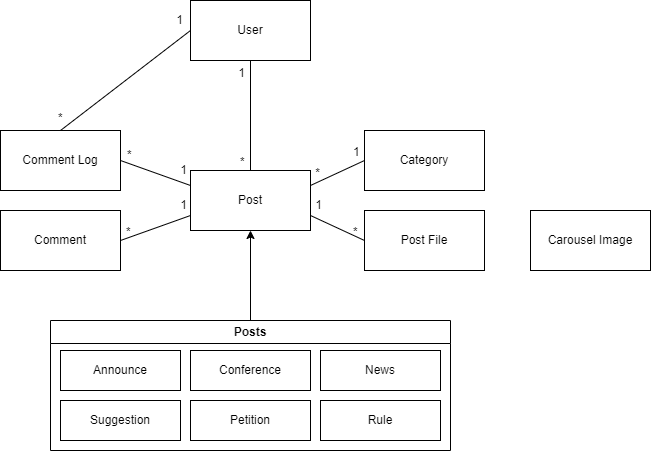 User
1
1
*
*
Comment Log
*
1
Post
*
1
Category
Comment
*
1
1
*
Post File
Carousel Image
Posts
Announce
Conference
News
Suggestion
Petition
Rule